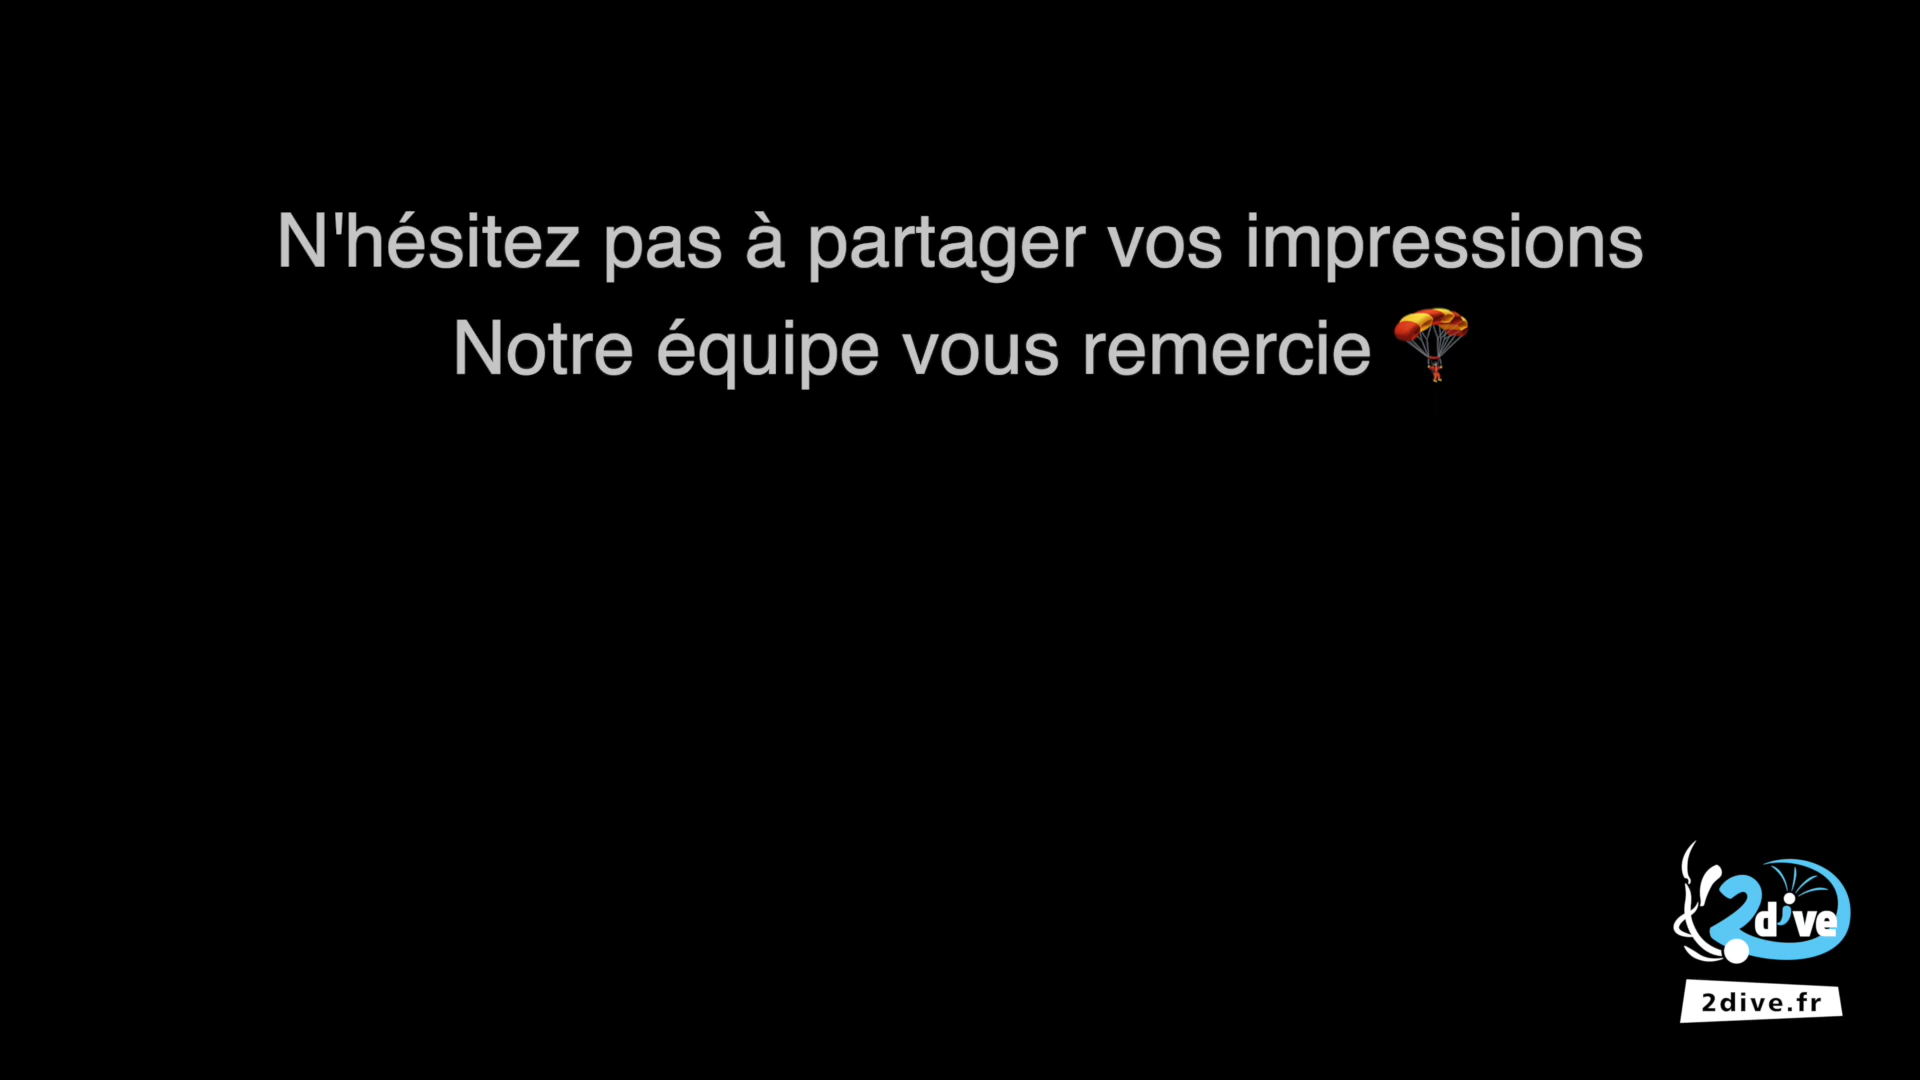 N'hésitez pas à partager vos impressions
Notre équipe vous remercie 🪂
2dive
2dive.fr